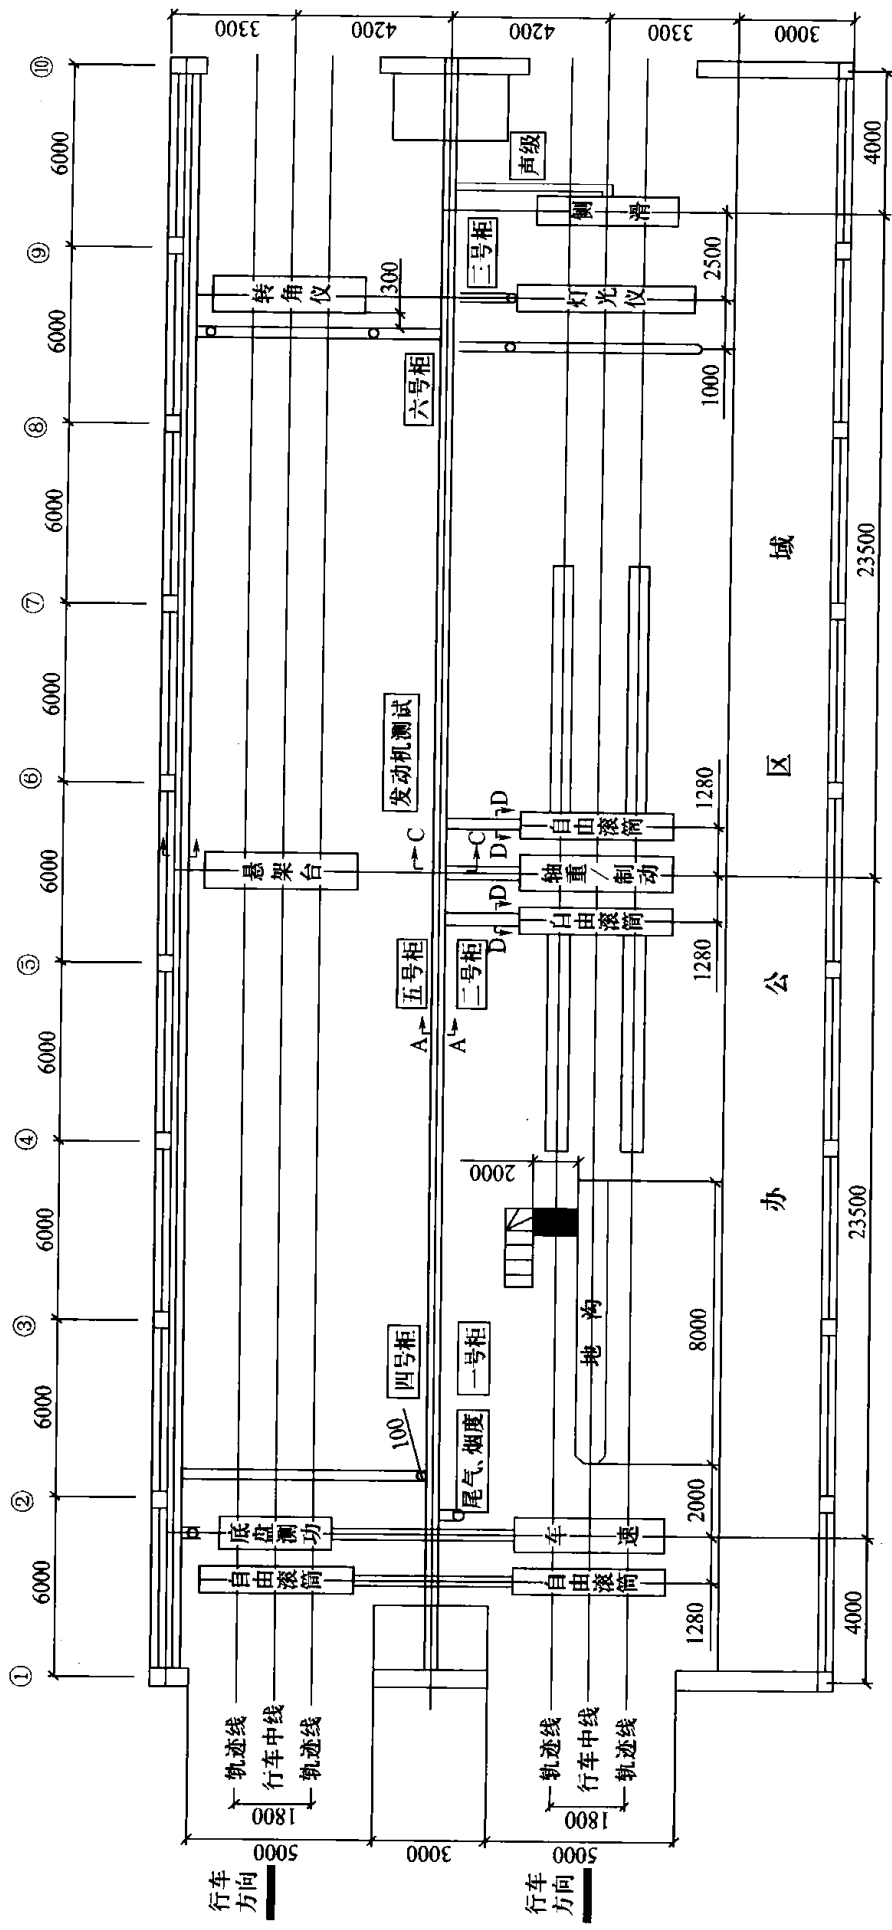 3300
4200
4200
3300
3000
⑩
⑨
⑧
⑦
⑥
⑤
④
③
②
①
6000
6000
6000
6000
6000
6000
6000
6000
6000
转角仪
300
六号柜
悬架台
发动机测试
C
C
五号柜
A
A
二号柜
四号柜
100
底盘测功
自由滚筒
声级
侧滑
三号柜
灯光仪
D
D
自由滚筒
轴重/制动
D
D
自由滚筒
2000
地沟
一号柜
尾气、烟度
车速
自由滚筒
2500
1000
1280
1280
8000
2000
1280
办公区域
4000
23500
23500
4000
轨迹线
行车中线
轨迹线
1800
轨迹线
行车中线
轨迹线
1800
5000
3000
5000
行车
方向
行车
方向